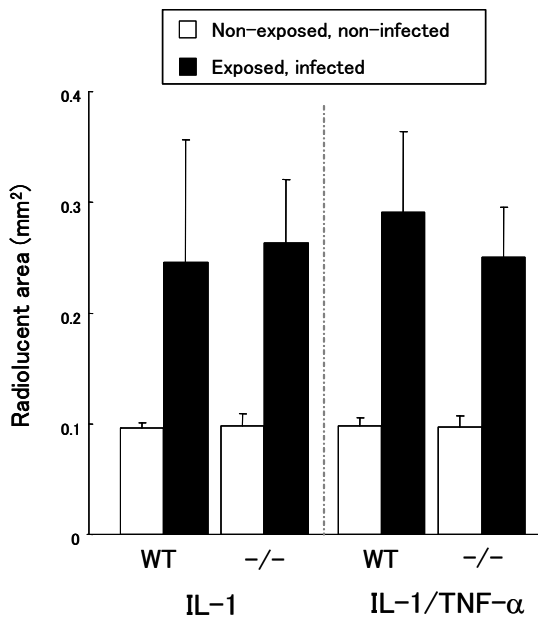 Non-exposed, non-infected
Exposed, infected
Radiolucent area (mm²)
0.4
0.3
0.2
0.1
0
WT -/- WT -/-
IL-1 IL-1/TNF-α